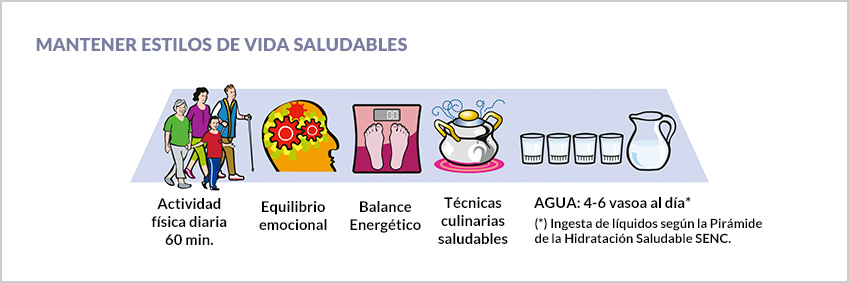 MANTENER ESTILOS DE VIDA SALUDABLES
00
Actividad
física diaria
60 min.
Equilibrio
emocional
Balance
Energético
Técnicas
culinarias
saludables
AGUA: 4-6 vasoa al día*
(*) Ingesta de líquidos según la Pirámide
de la Hidratación Saludable SENC.